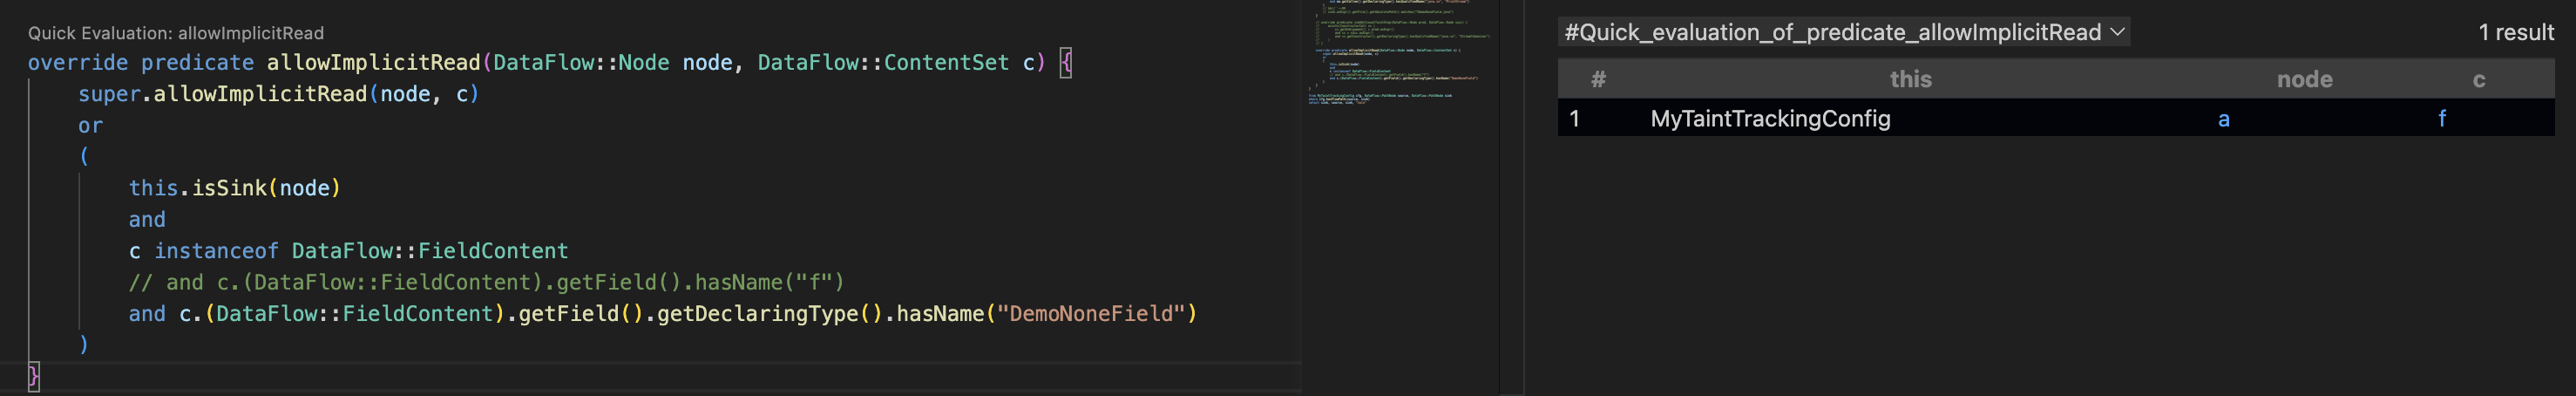 Quick Evaluation: allowImplicitRead
override predicate allowImplicitRead(DataFlow::Node node, DataFlow::ContentSet c) {
super.allowImplicitRead(node, c)
or
(
this.isSink(node)
and
c instanceof DataFlow::FieldContent
// and c.(DataFlow::FieldContent).getField().hasName("f")
and c.(DataFlow::FieldContent).getField().getDeclaringType().hasName("DemoNoneField")
)
}
#Quick_evaluation_of_predicate_allowImplicitRead
1 result
# this node c
1 MyTaintTrackingConfig a f